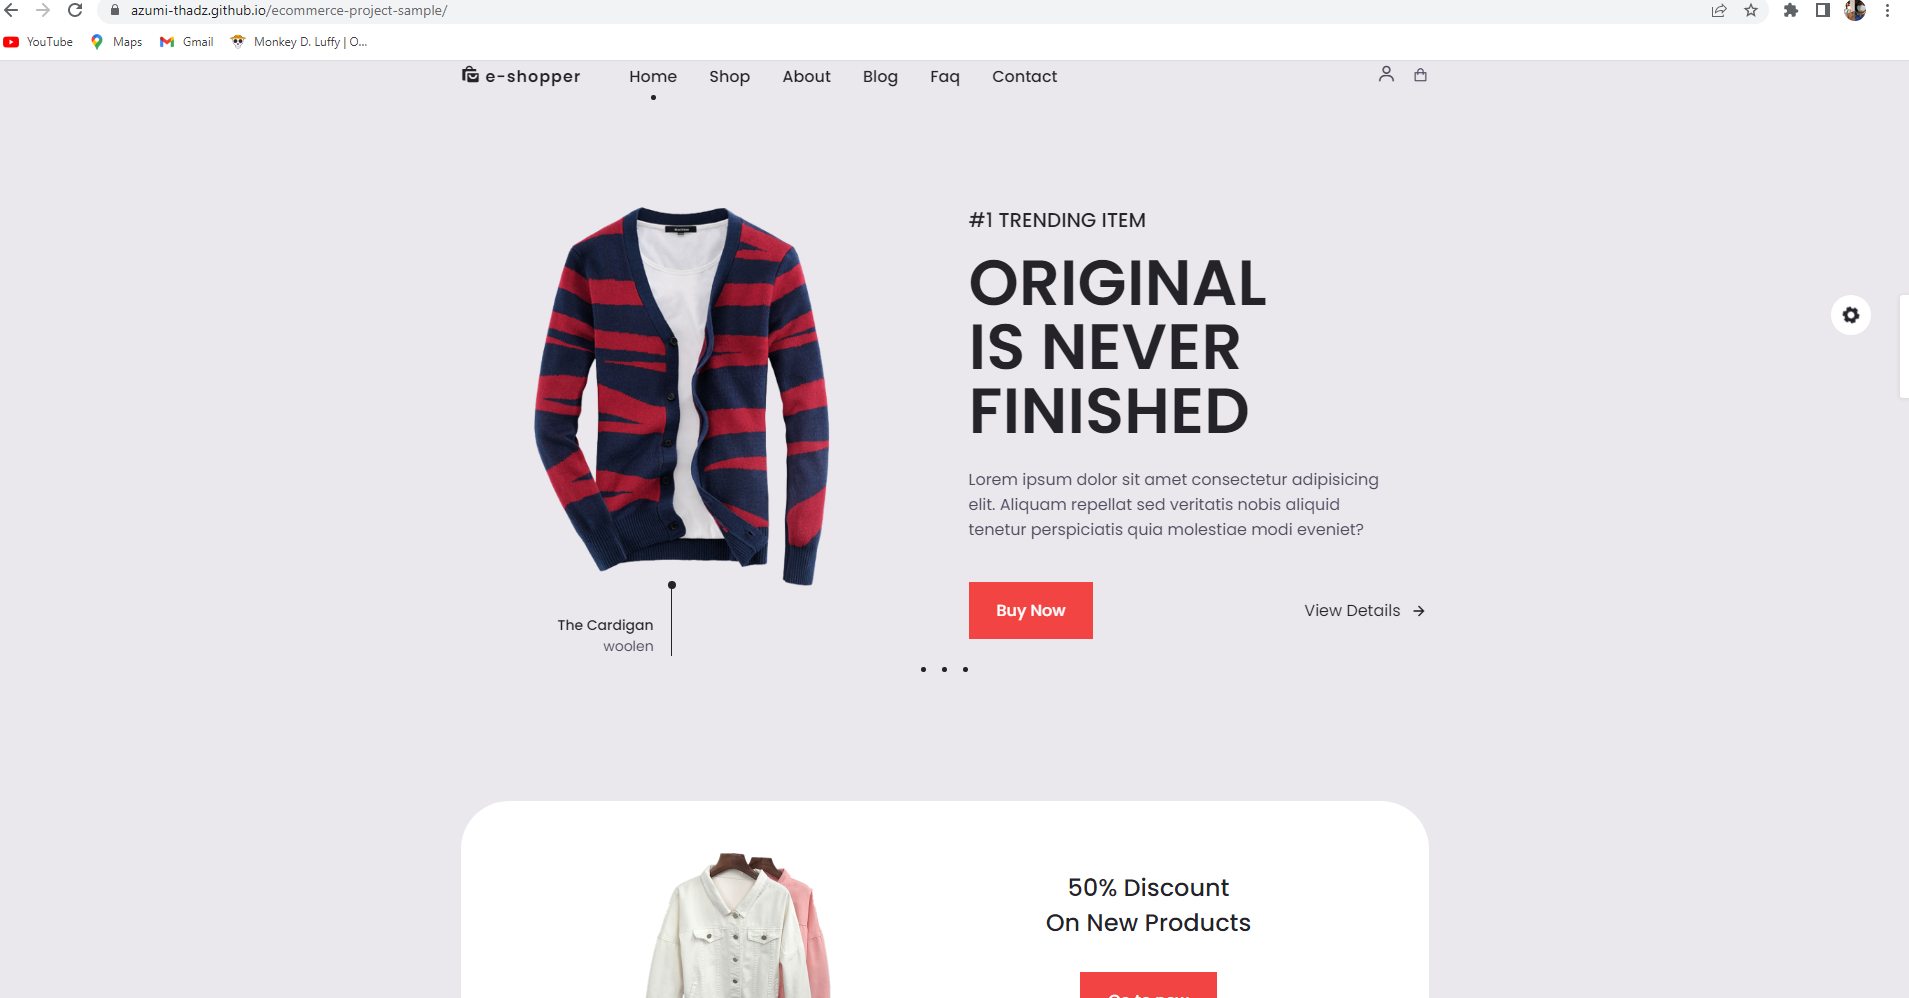 azumi-thadz.github.io/ecommerce-project-sample/
YouTube Maps Gmail Monkey D. Luffy | O...
e-shopper Home Shop About Blog Faq Contact
#1 TRENDING ITEM
ORIGINAL
IS NEVER
FINISHED
Lorem ipsum dolor sit amet consectetur adipisicing
elit. Aliquam repellat sed veritatis nobis aliquid
tenetur perspiciatis quia molestiae modi eveniet?
Buy Now View Details
The Cardigan
woolen
50% Discount
On New Products